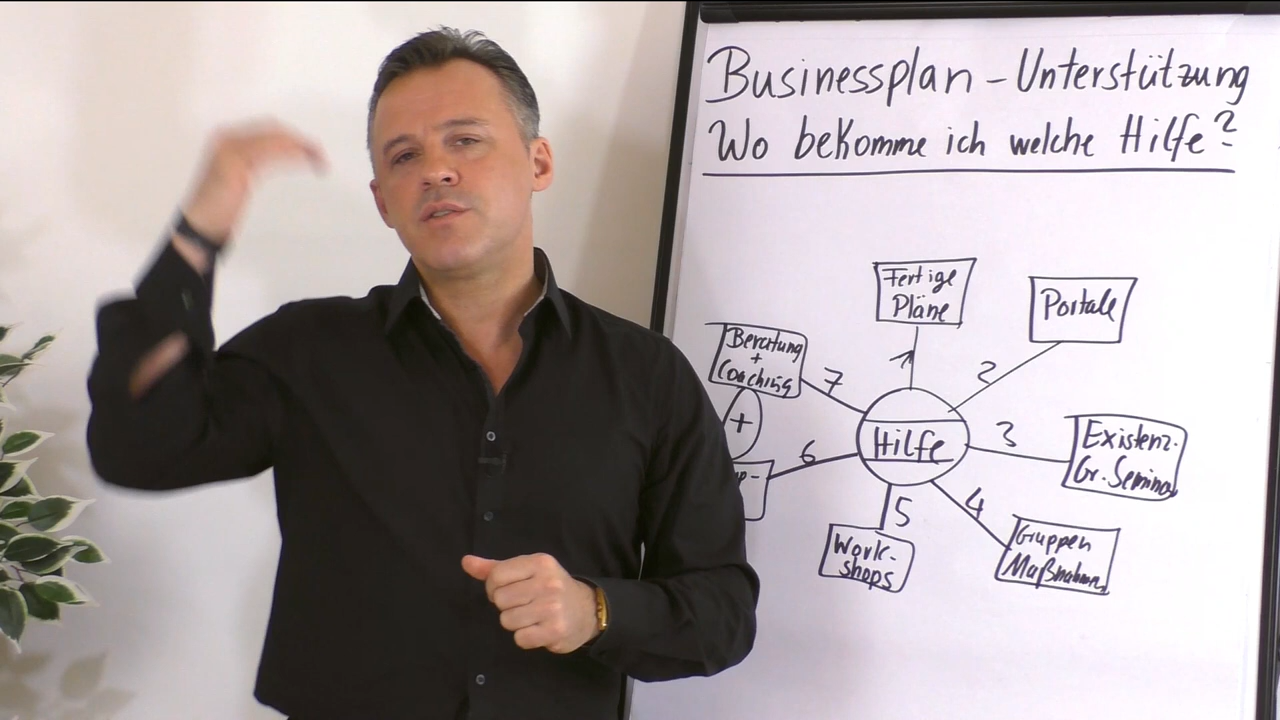 Businessplan - Unterstützung
Wo bekomme ich welche Hilfe?
Fertige
Pläne
Portale
Beratung
+
Coaching
1
2
7
+
Hilfe
3
Existenz.
Gr. Seminar
6
4
5
Work-
shops
Gruppen
Maßnahmen